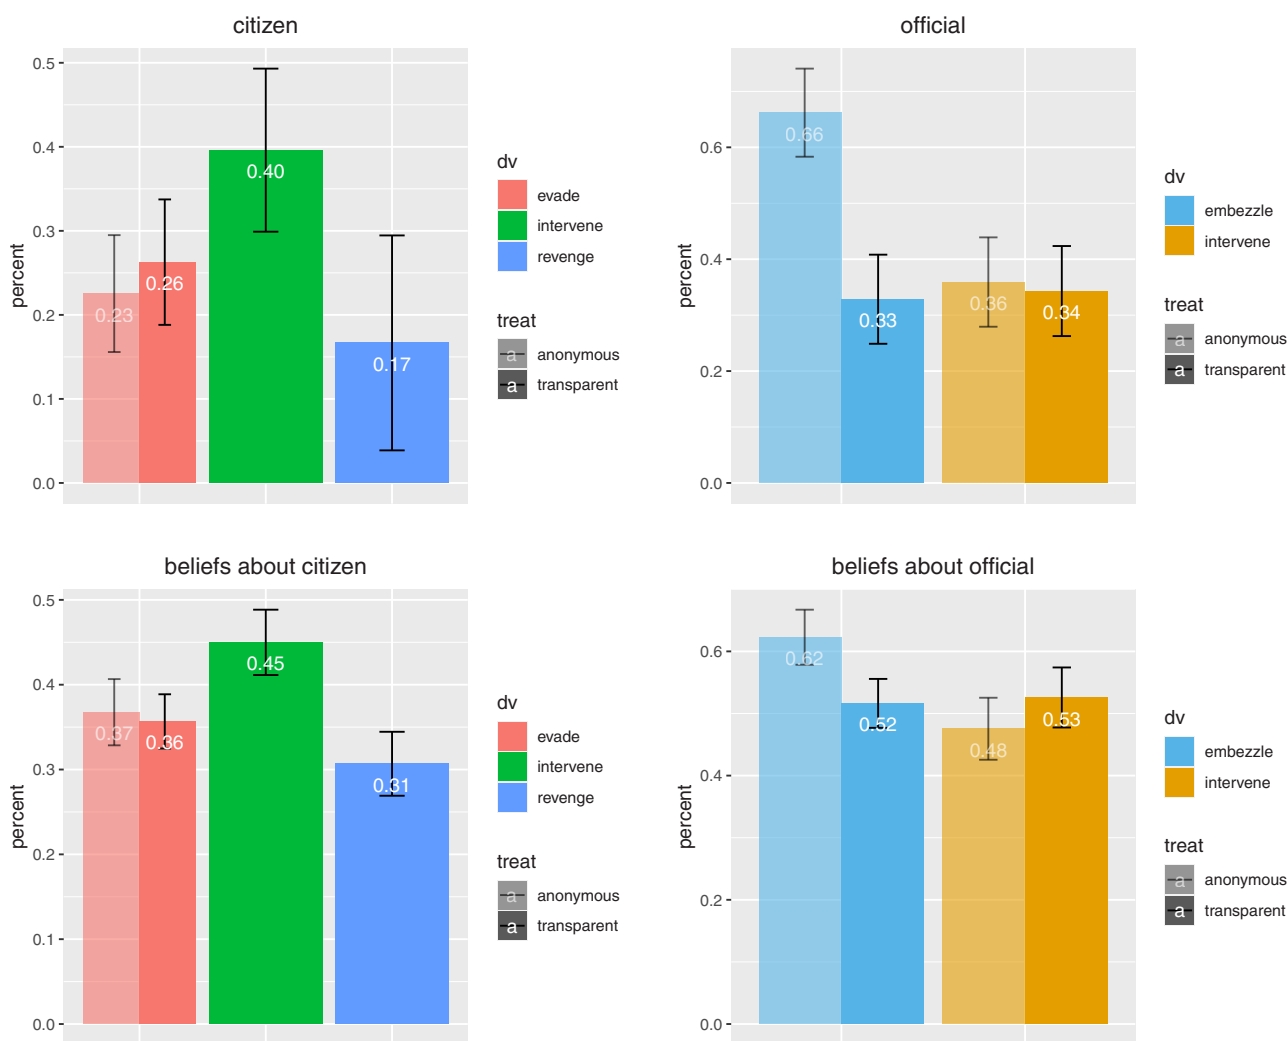 citizen
percent
0.5
0.4
0.3
0.2
0.1
0.0
0.23
0.26
0.40
0.17
dv
evade
intervene
revenge
treat
a anonymous
a transparent
official
percent
0.6
0.4
0.2
0.0
0.66
0.33
0.36
0.34
dv
embezzle
intervene
treat
a anonymous
a transparent
beliefs about citizen
percent
0.5
0.4
0.3
0.2
0.1
0.0
0.37
0.36
0.45
0.31
dv
evade
intervene
revenge
treat
a anonymous
a transparent
beliefs about official
percent
0.6
0.4
0.2
0.0
0.62
0.52
0.48
0.53
dv
embezzle
intervene
treat
a anonymous
a transparent